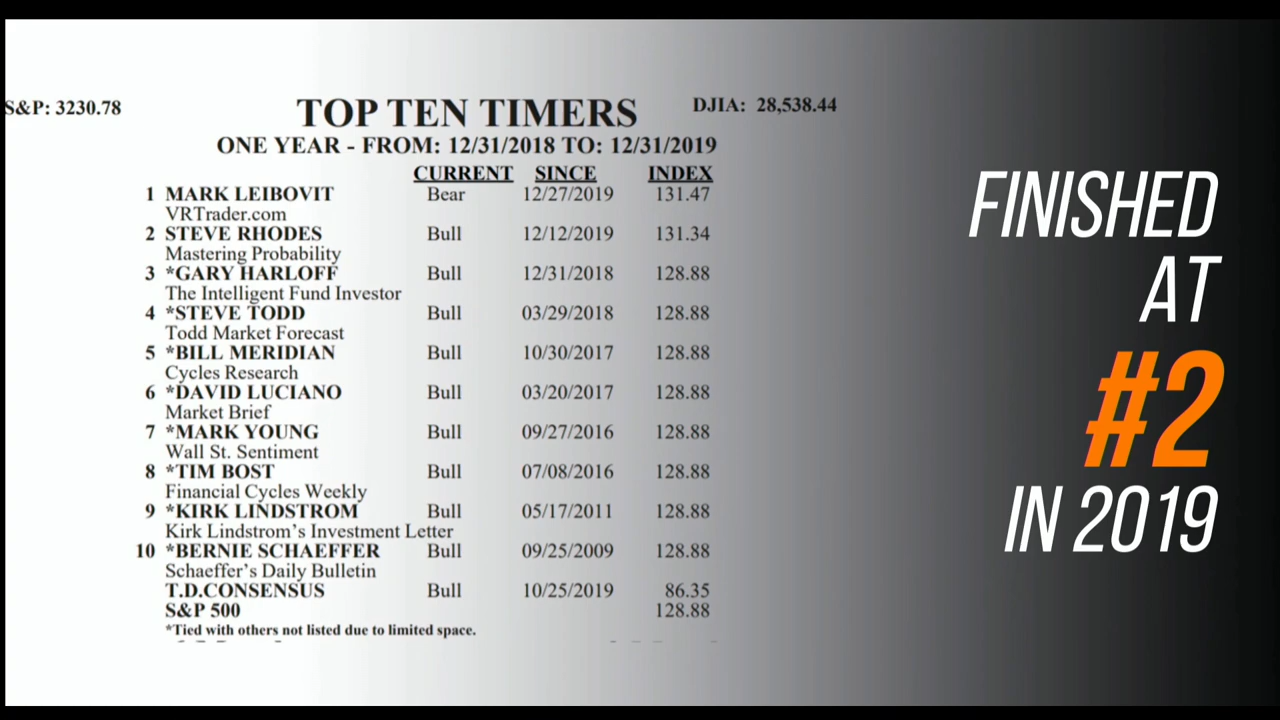 S&P: 3230.78
TOP TEN TIMERS
DJIA: 28,538.44
ONE YEAR - FROM: 12/31/2018 TO: 12/31/2019
CURRENT SINCE INDEX
1 MARK LEIBOVIT Bear 12/27/2019 131.47
VRTrader.com
2 STEVE RHODES Bull 12/12/2019 131.34
Mastering Probability
3 *GARY HARLOFF Bull 12/31/2018 128.88
The Intelligent Fund Investor
4 *STEVE TODD Bull 03/29/2018 128.88
Todd Market Forecast
5 *BILL MERIDIAN Bull 10/30/2017 128.88
Cycles Research
6 *DAVID LUCIANO Bull 03/20/2017 128.88
Market Brief
7 *MARK YOUNG Bull 09/27/2016 128.88
Wall St. Sentiment
8 *TIM BOST Bull 07/08/2016 128.88
Financial Cycles Weekly
9 *KIRK LINDSTROM Bull 05/17/2011 128.88
Kirk Lindstrom's Investment Letter
10 *BERNIE SCHAEFFER Bull 09/25/2009 128.88
Schaeffer's Daily Bulletin
T.D.CONSENSUS Bull 10/25/2019 86.35
S&P 500 128.88
*Tied with others not listed due to limited space.
FINISHED
AT
#2
IN 2019